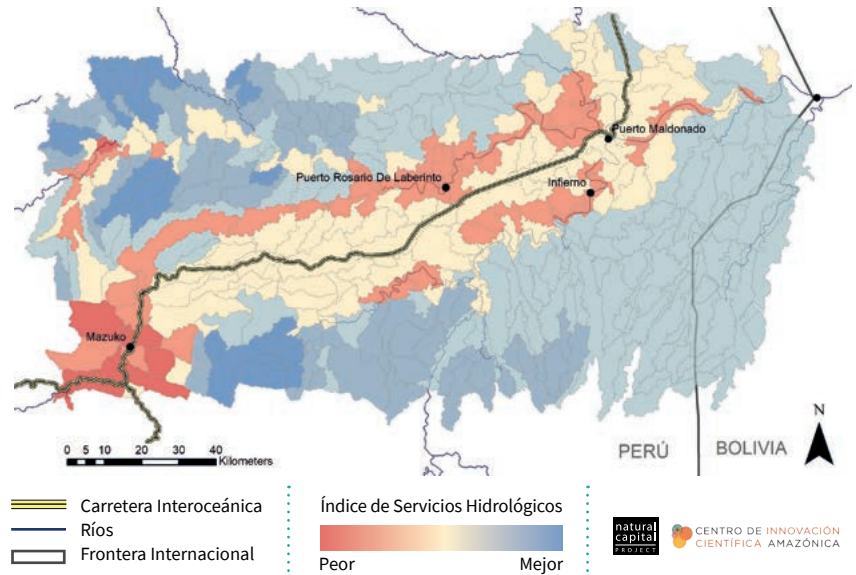 Puerto Maldonado
Puerto Rosario De Laberinto
Infierno
Mazuko
N
0 5 10 20 30 40
Kilometers
PERÚ BOLIVIA
Carretera Interoceánica
Ríos
Frontera Internacional
Índice de Servicios Hidrológicos
Peor Mejor
natural
capital
PROJECT
CENTRO DE INNOVACIÓN
CIENTÍFICA AMAZÓNICA